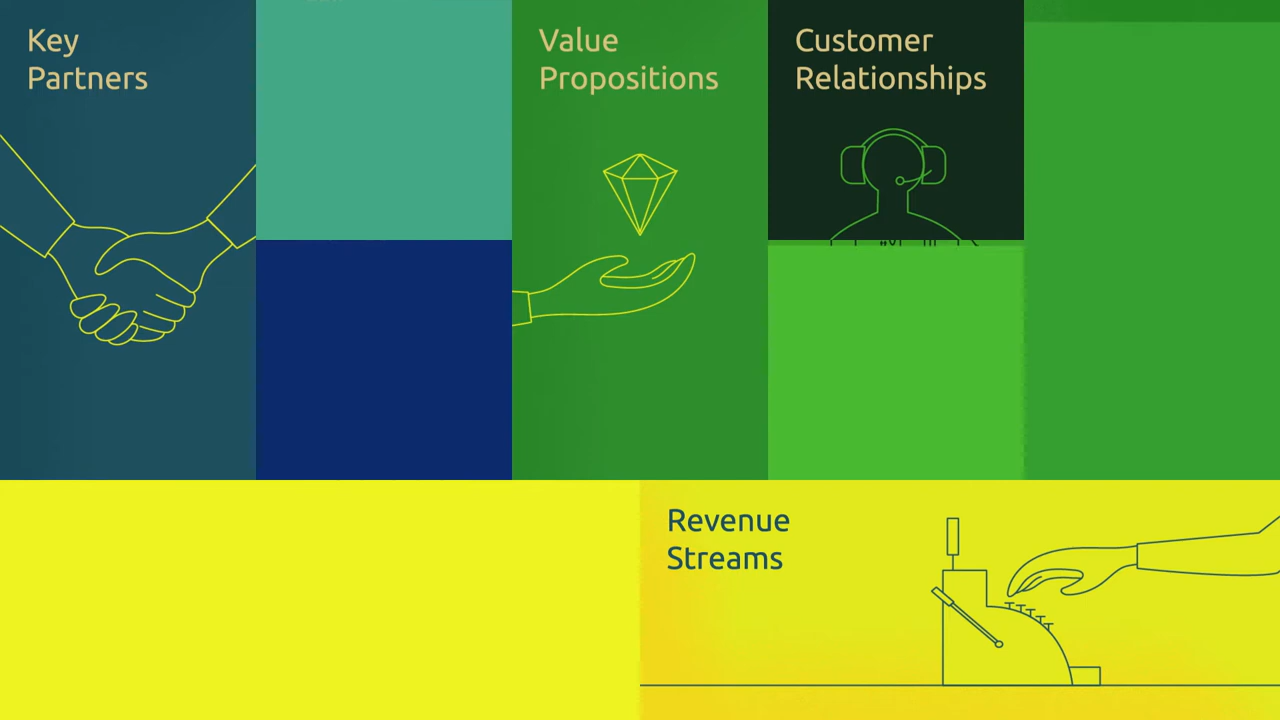 Key
Partners
Value
Propositions
Customer
Relationships
Revenue
Streams